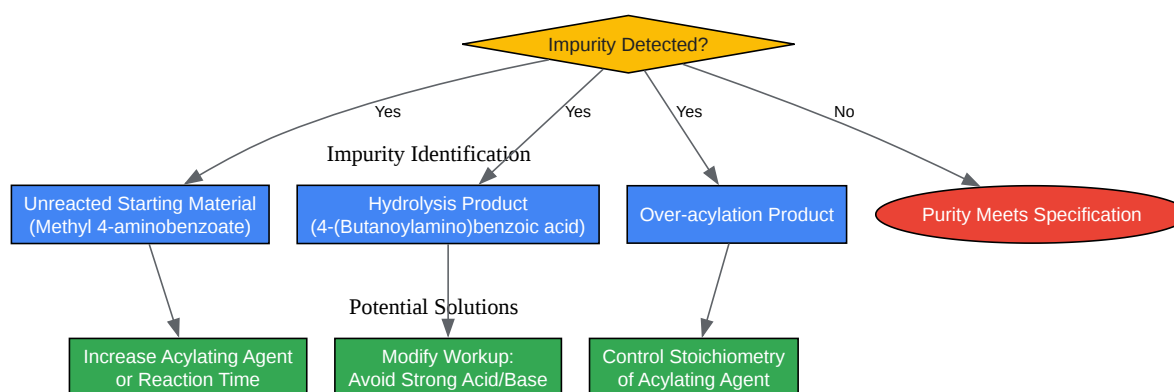 Impurity Detected?
Yes
Yes
Yes
No
Impurity Identification
Unreacted Starting Material
(Methyl 4-aminobenzoate)
Hydrolysis Product
(4-(Butanoylamino)benzoic acid)
Over-acylation Product
Purity Meets Specification
Potential Solutions
Increase Acylating Agent
or Reaction Time
Modify Workup:
Avoid Strong Acid/Base
Control Stoichiometry
of Acylating Agent